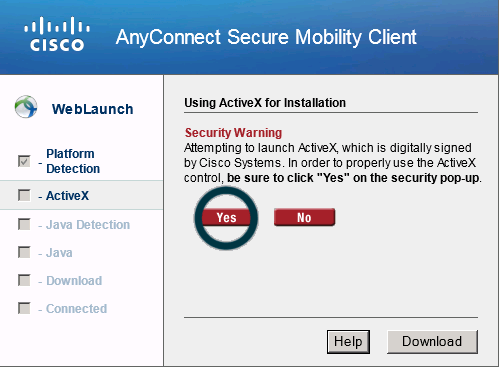 CISCO
AnyConnect Secure Mobility Client
WebLaunch
- Platform
Detection
- ActiveX
- Java Detection
- Java
- Download
- Connected
Using ActiveX for Installation
Security Warning
Attempting to launch ActiveX, which is digitally signed
by Cisco Systems. In order to properly use the ActiveX
control, be sure to click "Yes" on the security pop-up.
Yes
No
Help
Download